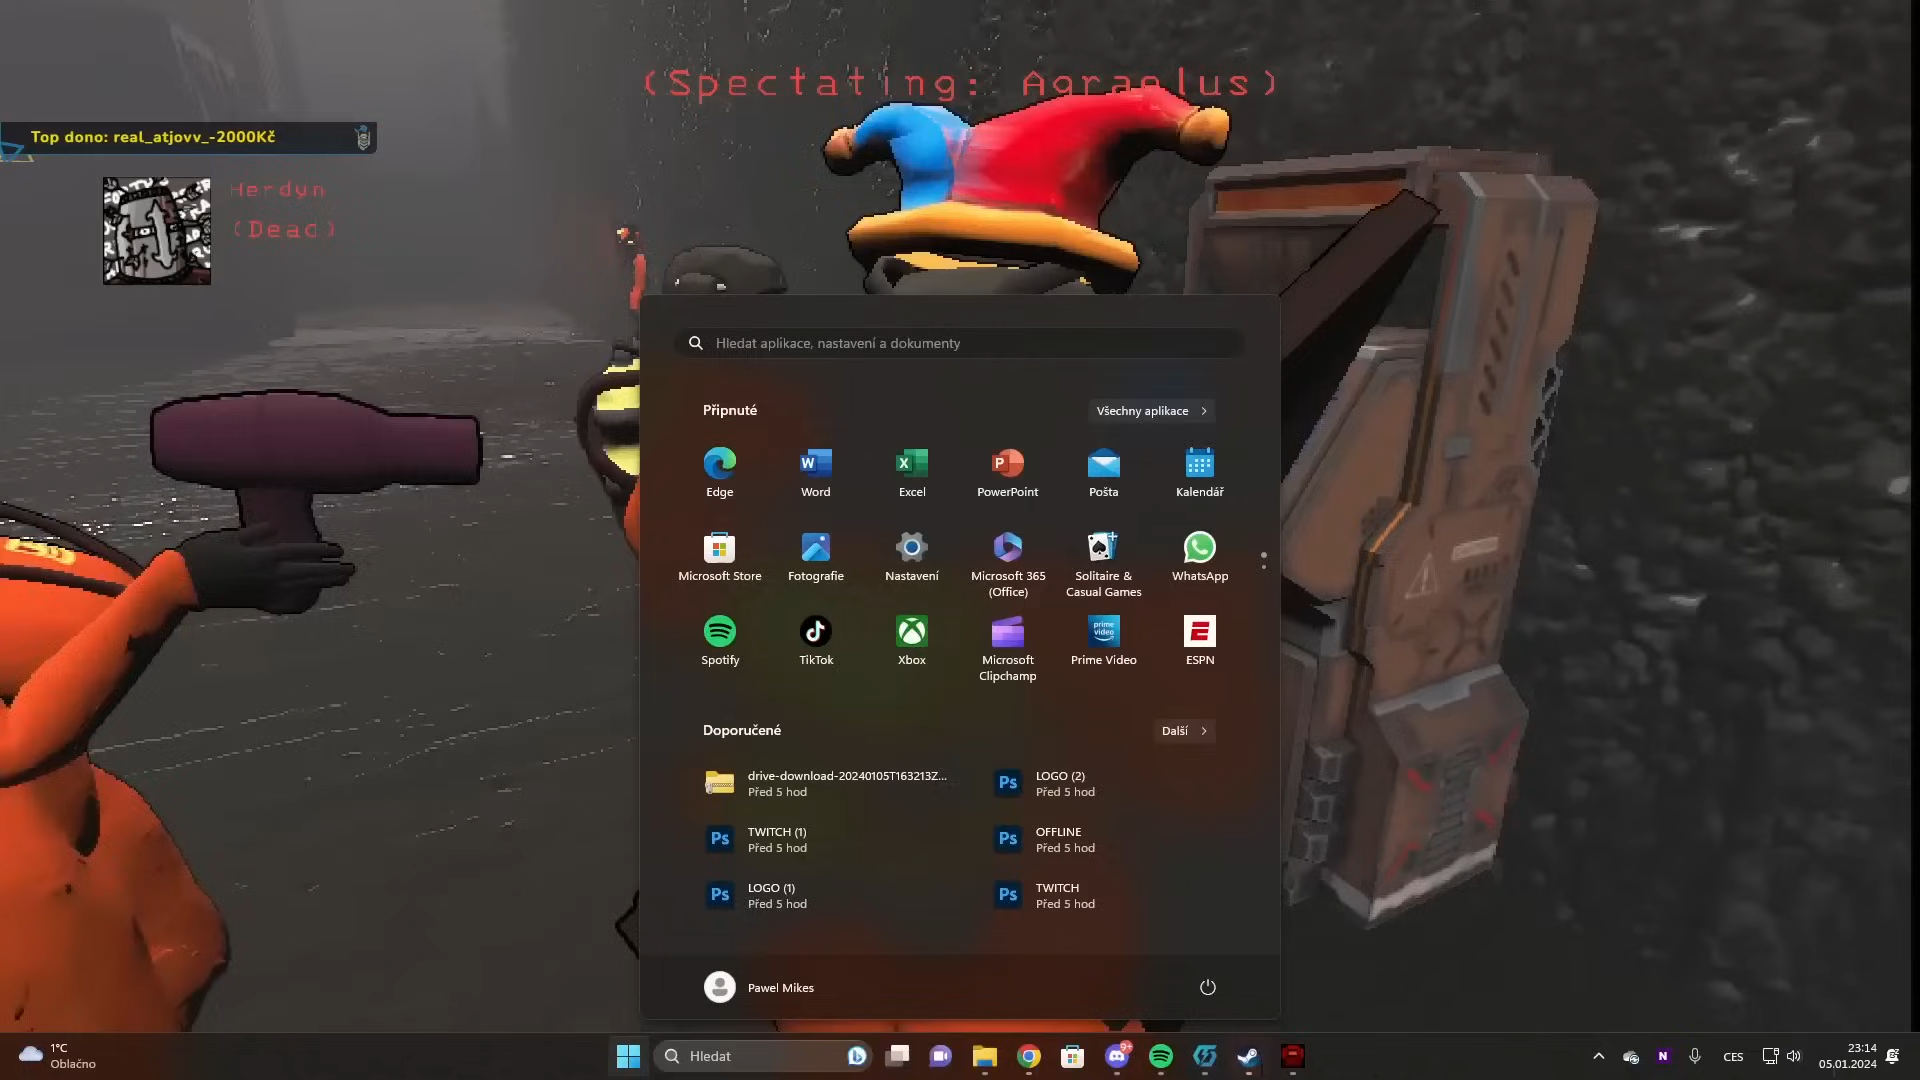 (Spectating: Agraelus)
Top dono: real_atjovv_-2000Kč
Herdyn
(Dead)
Hledat aplikace, nastavení a dokumenty
Připnuté
Všechny aplikace
Edge
Word
Excel
PowerPoint
Pošta
Kalendář
Microsoft Store
Fotografie
Nastavení
Microsoft 365
(Office)
Solitaire &
Casual Games
WhatsApp
prime
video
Spotify
TikTok
Xbox
Microsoft
Clipchamp
Prime Video
ESPN
Doporučené
Další
drive-download-20240105T163213Z...
Před 5 hod
LOGO (2)
Před 5 hod
TWITCH (1)
Před 5 hod
OFFLINE
Před 5 hod
LOGO (1)
Před 5 hod
TWITCH
Před 5 hod
Pawel Mikes
1°C
Oblačno
Hledat
9+
N
CES
23:14
05.01.2024